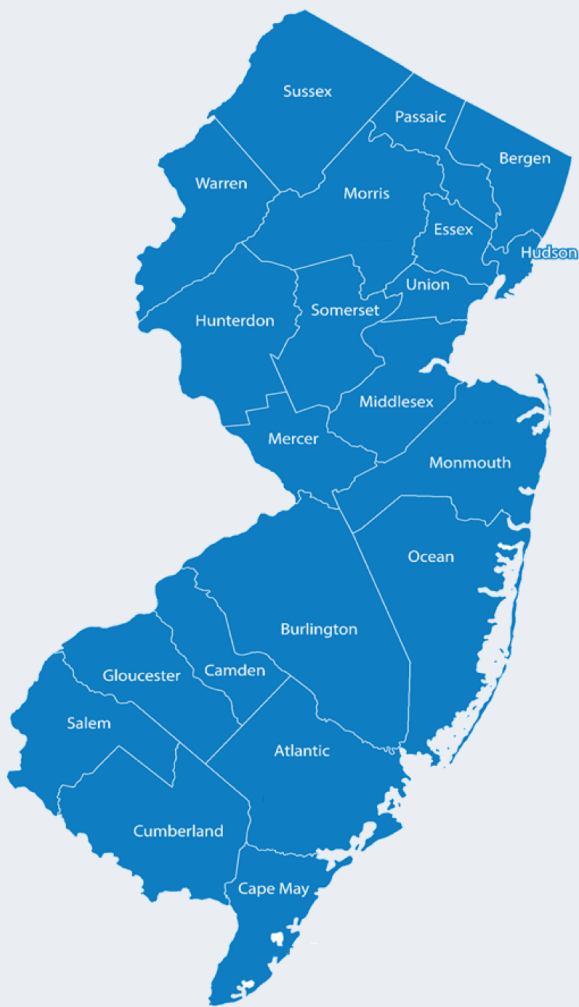 Sussex
Passaic
Bergen
Warren
Morris
Essex
Hudson
Union
Somerset
Hunterdon
Middlesex
Mercer
Monmouth
Ocean
Burlington
Camden
Gloucester
Salem
Atlantic
Cumberland
Cape May